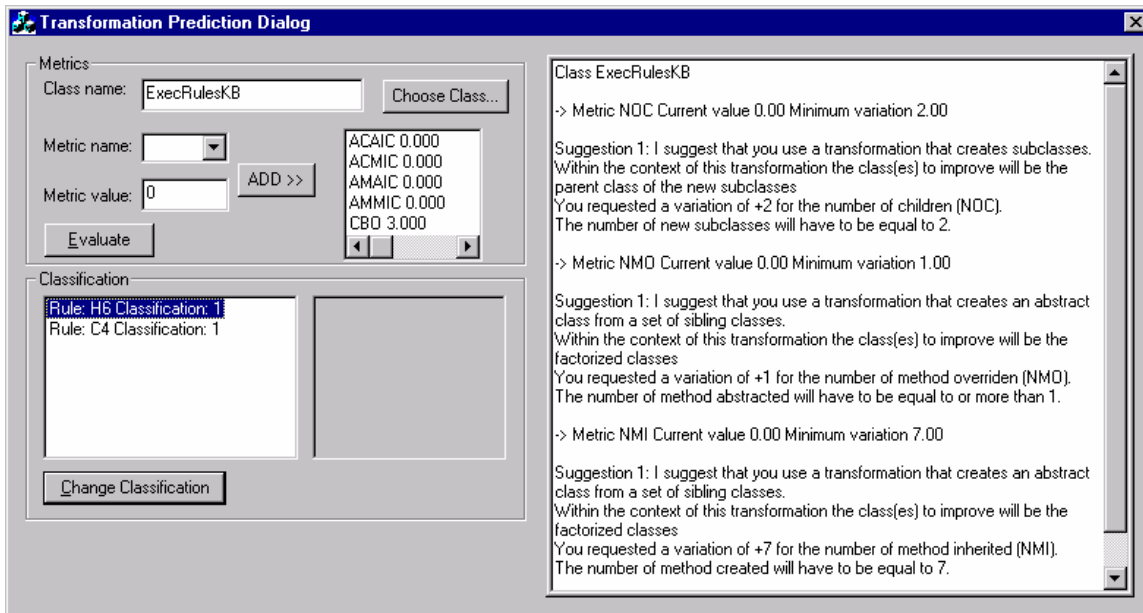 Transformation Prediction Dialog
Metrics
Class name:
ExecRulesKB
Choose Class...
Metric name:
Metric value:
0
ADD >>
ACAIC 0.000
ACMIC 0.000
AMAIC 0.000
AMMIC 0.000
CBO 3.000
Evaluate
Classification
Rule: H6 Classification: 1
Rule: C4 Classification: 1
Change Classification
Class ExecRulesKB
-> Metric NOC Current value 0.00 Minimum variation 2.00
Suggestion 1: I suggest that you use a transformation that creates subclasses.
Within the context of this transformation the class(es) to improve will be the
parent class of the new subclasses
You requested a variation of +2 for the number of children (NOC).
The number of new subclasses will have to be equal to 2.
-> Metric NMO Current value 0.00 Minimum variation 1.00
Suggestion 1: I suggest that you use a transformation that creates an abstract
class from a set of sibling classes.
Within the context of this transformation the class(es) to improve will be the
factorized classes
You requested a variation of +1 for the number of method overriden (NMO).
The number of method abstracted will have to be equal to or more than 1.
-> Metric NMI Current value 0.00 Minimum variation 7.00
Suggestion 1: I suggest that you use a transformation that creates an abstract
class from a set of sibling classes.
Within the context of this transformation the class(es) to improve will be the
factorized classes
You requested a variation of +7 for the number of method inherited (NMI).
The number of method created will have to be equal to 7.